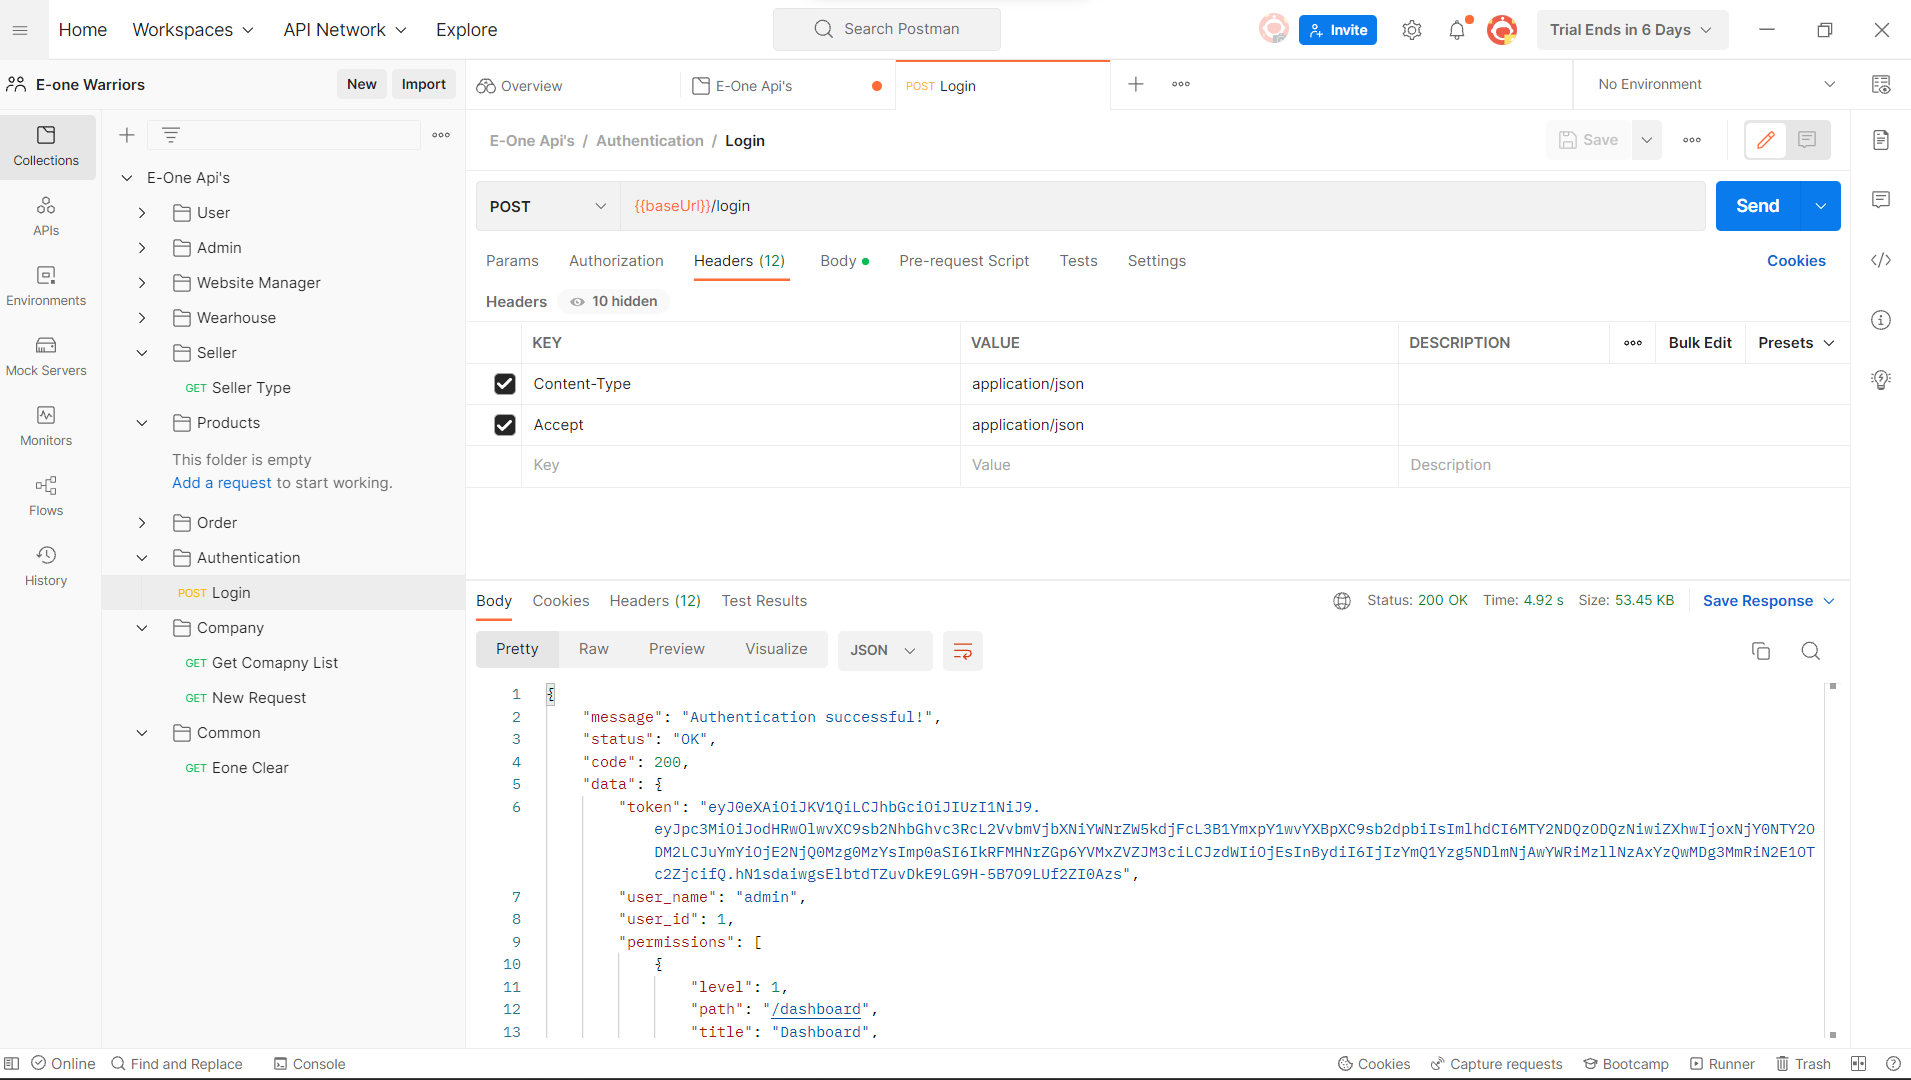 Home Workspaces API Network Explore Search Postman Invite Trial Ends in 6 Days
E-one Warriors New Import Overview E-One Api's POST Login No Environment
Collections
APIs
Environments
Mock Servers
Monitors
Flows
History
E-One Api's
User
Admin
Website Manager
Wearhouse
Seller
GET Seller Type
Products
This folder is empty
Add a request to start working.
Order
Authentication
POST Login
Company
GET Get Comapny List
GET New Request
Common
GET Eone Clear
E-One Api's / Authentication / Login Save
POST {{baseUrl}}/login Send
Params Authorization Headers (12) Body Pre-request Script Tests Settings Cookies
Headers 10 hidden
KEY VALUE DESCRIPTION Bulk Edit Presets
Content-Type application/json
Accept application/json
Key Value Description
Body Cookies Headers (12) Test Results Status: 200 OK Time: 4.92 s Size: 53.45 KB Save Response
Pretty Raw Preview Visualize JSON
1 {
2 "message": "Authentication successful!",
3 "status": "OK",
4 "code": 200,
5 "data": {
6 "token": "eyJ0eXAiOiJKV1QiLCJhbGciOiJIUzI1NiJ9.
7 "user_name": "admin",
8 "user_id": 1,
9 "permissions": [
10 {
11 "level": 1,
12 "path": "/dashboard",
13 "title": "Dashboard",
Online Find and Replace Console Cookies Capture requests Bootcamp Runner Trash